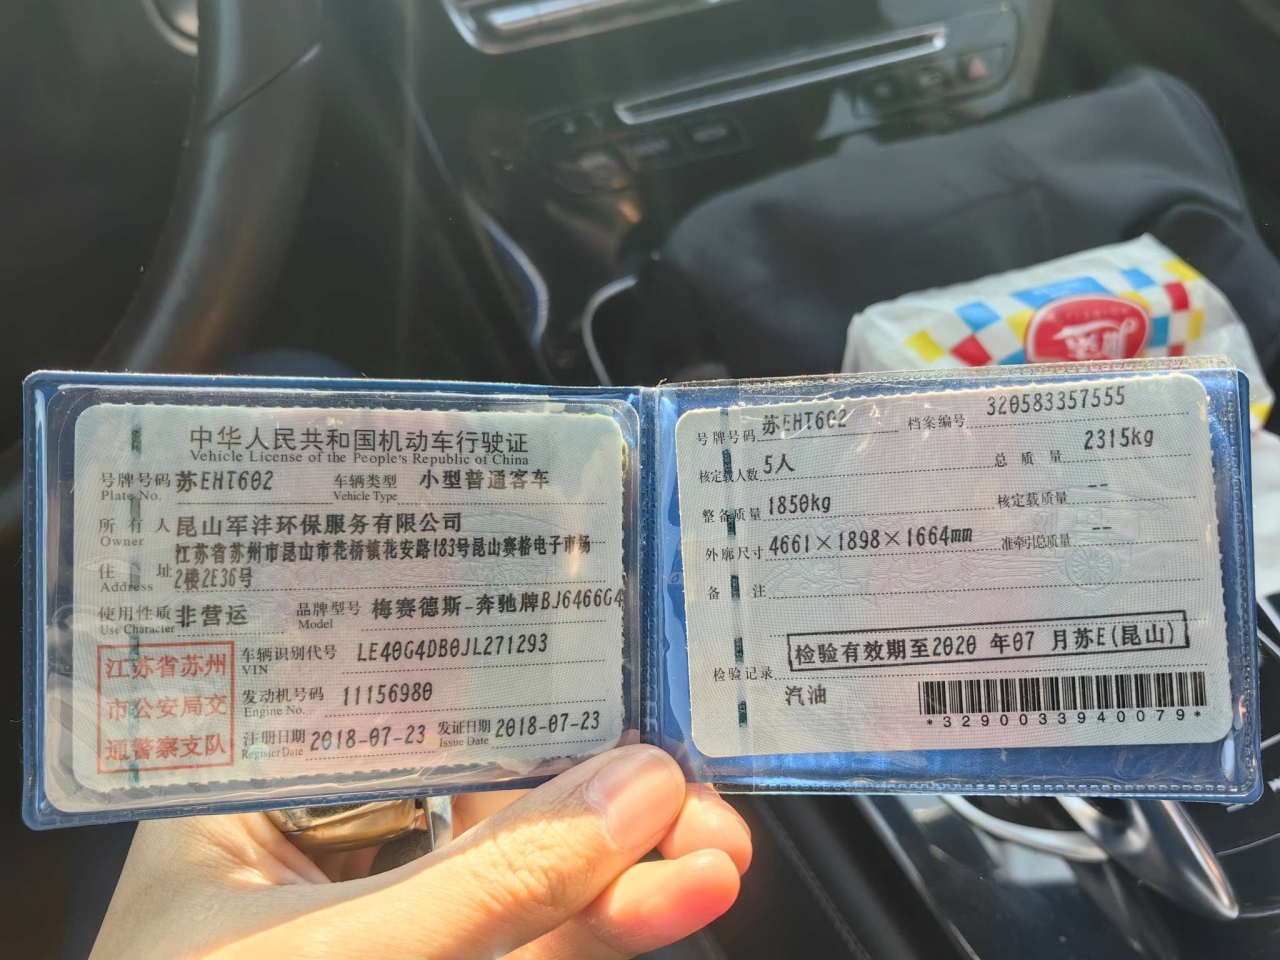 中华人民共和国机动车行驶证
Vehicle License of the People's Republic of China
号牌号码 苏EHT602 车辆类型 小型普通客车
Plate No. Vehicle Type
所有人 昆山军沣环保服务有限公司
Owner
住址 江苏省苏州市昆山市花桥镇花安路183号昆山赛格电子市场
Address 2楼2E36号
使用性质 非营运 品牌型号 梅赛德斯-奔驰牌BJ6466G4
Use Character Model
江苏省苏州
市公安局交
通警察支队
车辆识别代号 LE40G4DB0JL271293
VIN
发动机号码 11156980
Engine No.
注册日期 2018-07-23 发证日期 2018-07-23
Register Date Issue Date
号牌号码 苏EHT602 档案编号 320583357555
核定载人数 5人 总质量 2315kg
整备质量 1850kg 核定载质量 --
外廓尺寸 4661×1898×1664mm 准牵引总质量 --
备注
检验有效期至2020 年07 月苏E(昆山)
检验记录
汽油
*3290033940079*